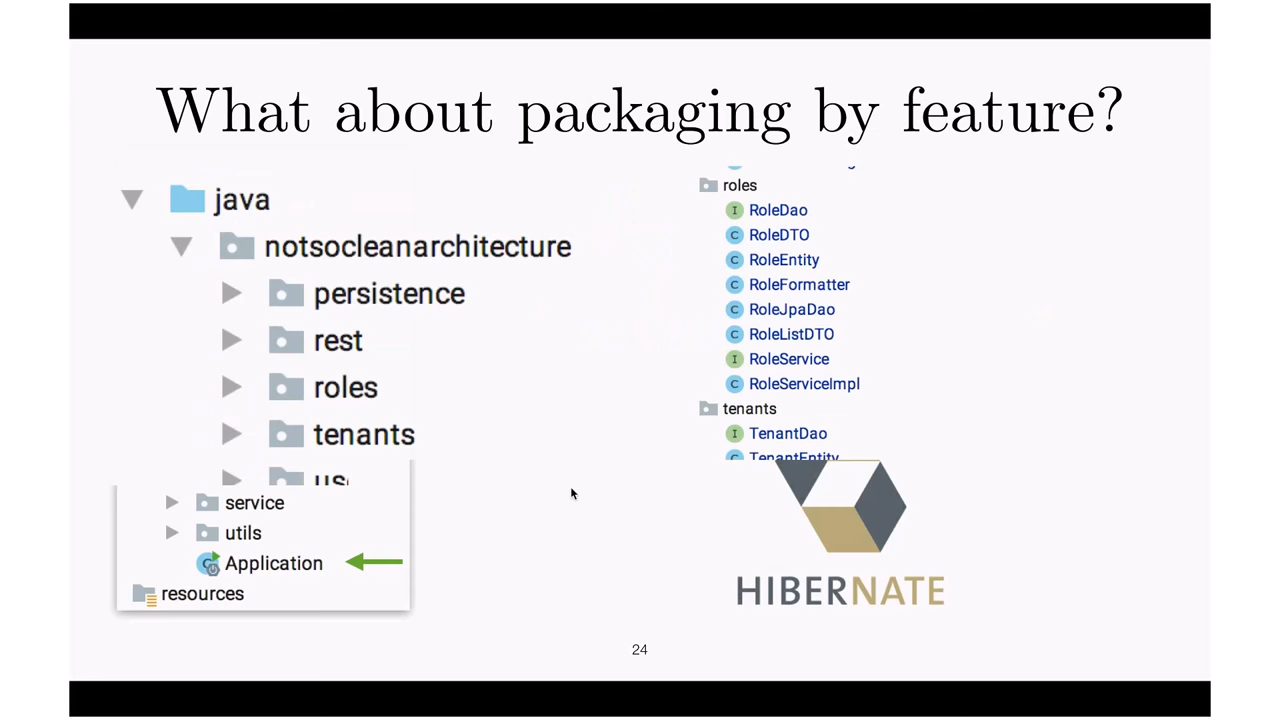 What about packaging by feature?
java
notsocleanarchitecture
persistence
rest
roles
tenants
service
utils
Application
resources
roles
RoleDao
RoleDTO
RoleEntity
RoleFormatter
RoleJpaDao
RoleListDTO
RoleService
RoleServiceImpl
tenants
TenantDao
TenantEntity
HIBERNATE
24